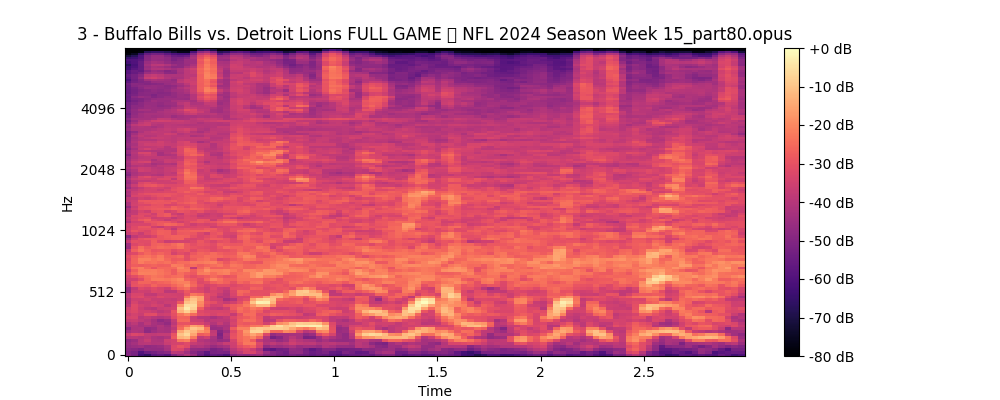 3 - Buffalo Bills vs. Detroit Lions FULL GAME ▯ NFL 2024 Season Week 15_part80.opus
+0 dB
-10 dB
4096
-20 dB
2048
-30 dB
Hz
-40 dB
1024
-50 dB
512
-60 dB
-70 dB
0
-80 dB
0 0.5 1 1.5 2 2.5
Time